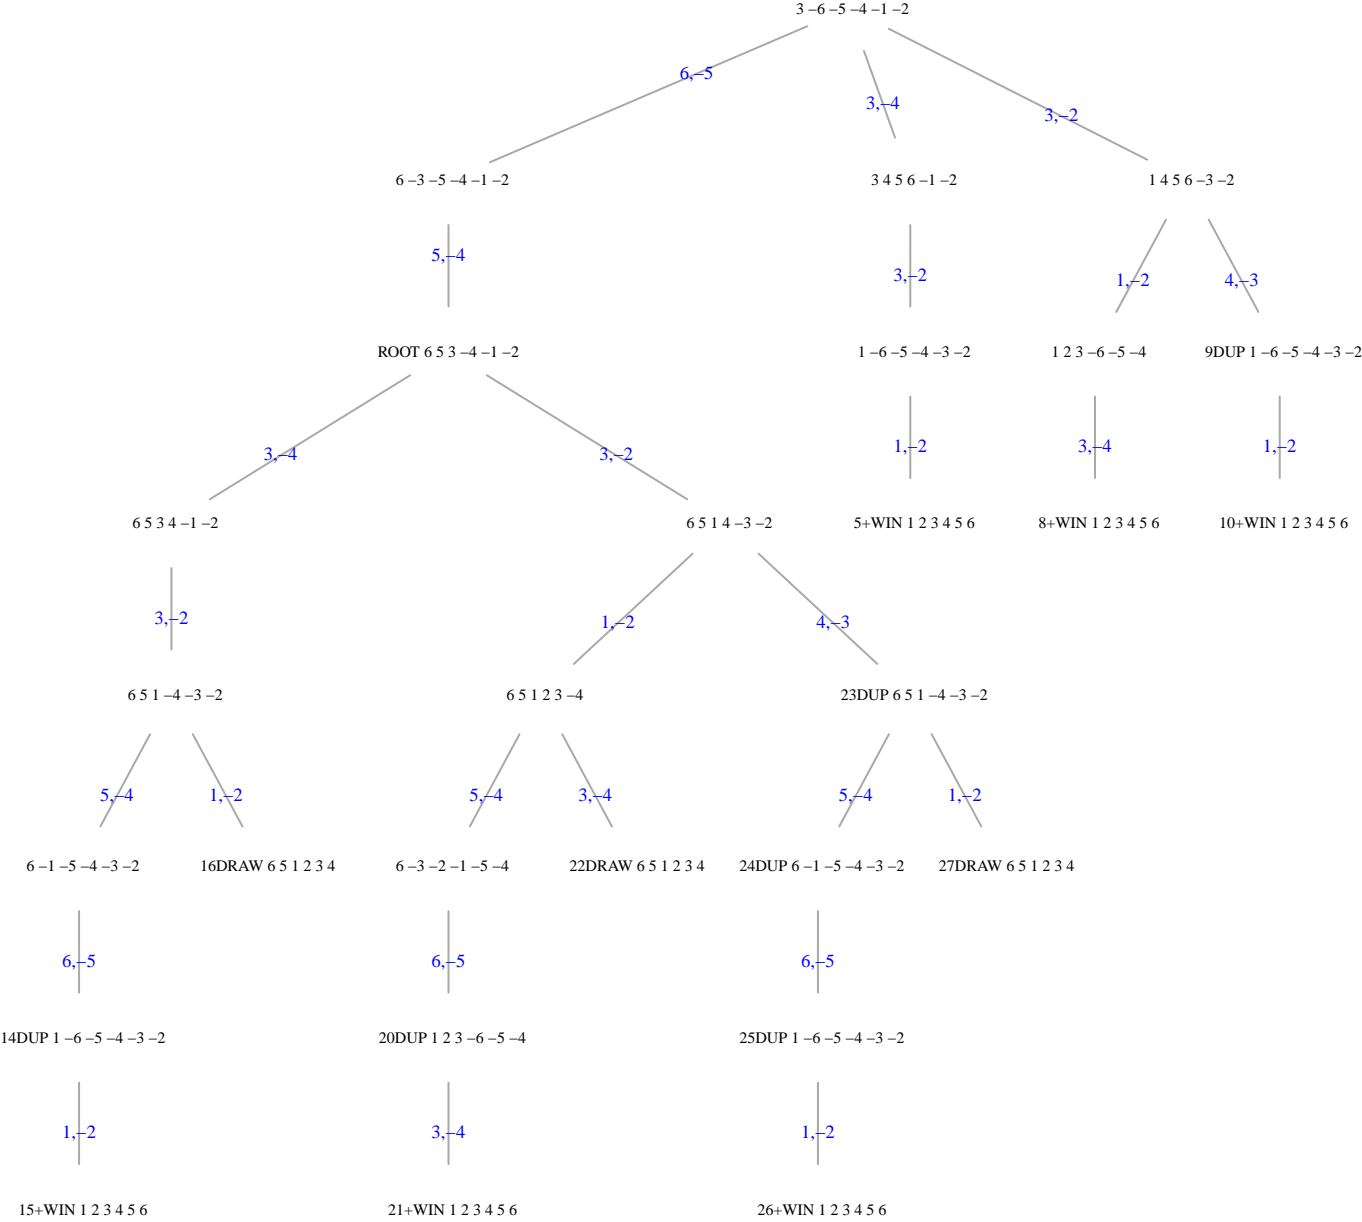 3 –6 –5 –4 –1 –2
6,–5
3,–4
3,–2
6 –3 –5 –4 –1 –2
3 4 5 6 –1 –2
1 4 5 6 –3 –2
5,–4
3,–2
1,–2
4,–3
ROOT 6 5 3 –4 –1 –2
1 –6 –5 –4 –3 –2
1 2 3 –6 –5 –4
9DUP 1 –6 –5 –4 –3 –2
3,–4
3,–2
1,–2
3,–4
1,–2
6 5 3 4 –1 –2
6 5 1 4 –3 –2
5+WIN 1 2 3 4 5 6
8+WIN 1 2 3 4 5 6
10+WIN 1 2 3 4 5 6
3,–2
1,–2
4,–3
6 5 1 –4 –3 –2
6 5 1 2 3 –4
23DUP 6 5 1 –4 –3 –2
5,–4
1,–2
5,–4
3,–4
5,–4
1,–2
6 –1 –5 –4 –3 –2
16DRAW 6 5 1 2 3 4
6 –3 –2 –1 –5 –4
22DRAW 6 5 1 2 3 4
24DUP 6 –1 –5 –4 –3 –2
27DRAW 6 5 1 2 3 4
6,–5
6,–5
6,–5
14DUP 1 –6 –5 –4 –3 –2
20DUP 1 2 3 –6 –5 –4
25DUP 1 –6 –5 –4 –3 –2
1,–2
3,–4
1,–2
15+WIN 1 2 3 4 5 6
21+WIN 1 2 3 4 5 6
26+WIN 1 2 3 4 5 6